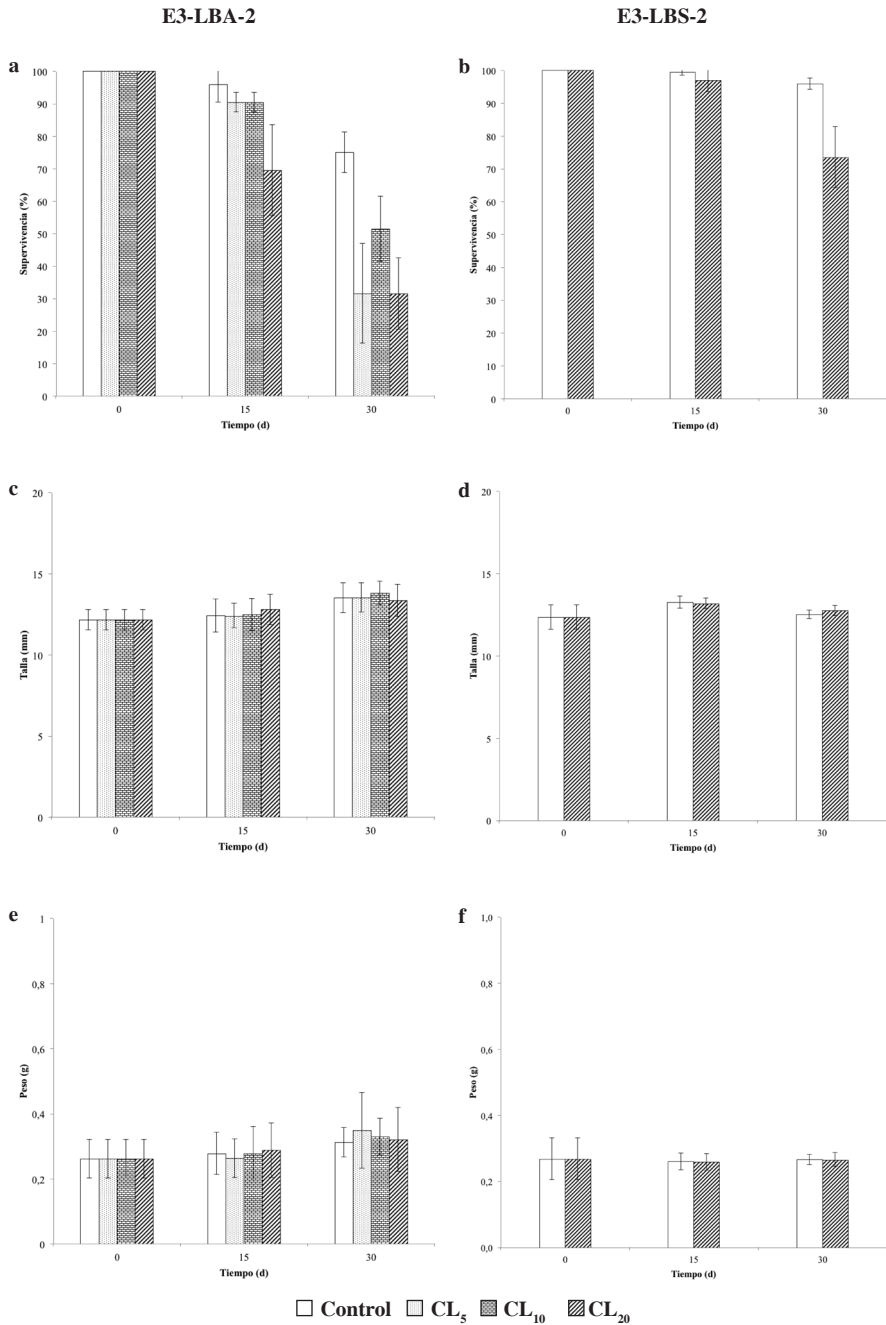 E3-LBA-2
E3-LBS-2
a
100
90
80
70
60
50
40
30
20
10
0
Supervivencia (%)
0
15
30
Tiempo (d)
b
100
90
80
70
60
50
40
30
20
10
0
Supervivencia (%)
0
15
30
Tiempo (d)
c
20
15
10
5
0
Talla (mm)
0
15
30
Tiempo (d)
d
20
15
10
5
0
Talla (mm)
0
15
30
Tiempo (d)
e
1
0,8
0,6
0,4
0,2
0
Peso (g)
0
15
30
Tiempo (d)
f
1,0
0,8
0,6
0,4
0,2
0,0
Peso (g)
0
15
30
Tiempo (d)
Control CL5 CL10 CL20